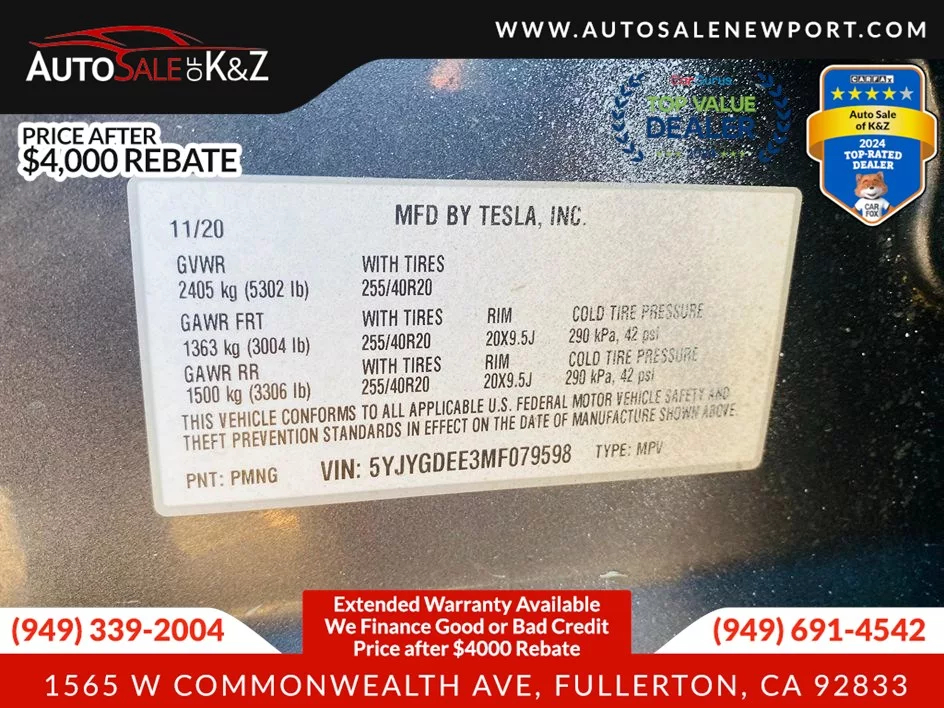 WWW.AUTOSALENEWPORT.COM
AUTOSALE OF K&Z
PRICE AFTER
$4,000 REBATE
CarGurus
TOP VALUE
DEALER
CARFAX
Auto Sale
of K&Z
2024
TOP-RATED
DEALER
CAR
FOX
MFD BY TESLA, INC.
11/20
GVWR WITH TIRES
2405 kg (5302 lb) 255/40R20
GAWR FRT WITH TIRES RIM COLD TIRE PRESSURE
1363 kg (3004 lb) 255/40R20 20X9.5J 290 kPa, 42 psi
GAWR RR WITH TIRES RIM COLD TIRE PRESSURE
1500 kg (3306 lb) 255/40R20 20X9.5J 290 kPa, 42 psi
THIS VEHICLE CONFORMS TO ALL APPLICABLE U.S. FEDERAL MOTOR VEHICLE SAFETY AND
THEFT PREVENTION STANDARDS IN EFFECT ON THE DATE OF MANUFACTURE SHOWN ABOVE.
PNT: PMNG VIN: 5YJYGDEE3MF079598 TYPE: MPV
Extended Warranty Available
We Finance Good or Bad Credit
Price after $4000 Rebate
(949) 339-2004
(949) 691-4542
1565 W COMMONWEALTH AVE, FULLERTON, CA 92833